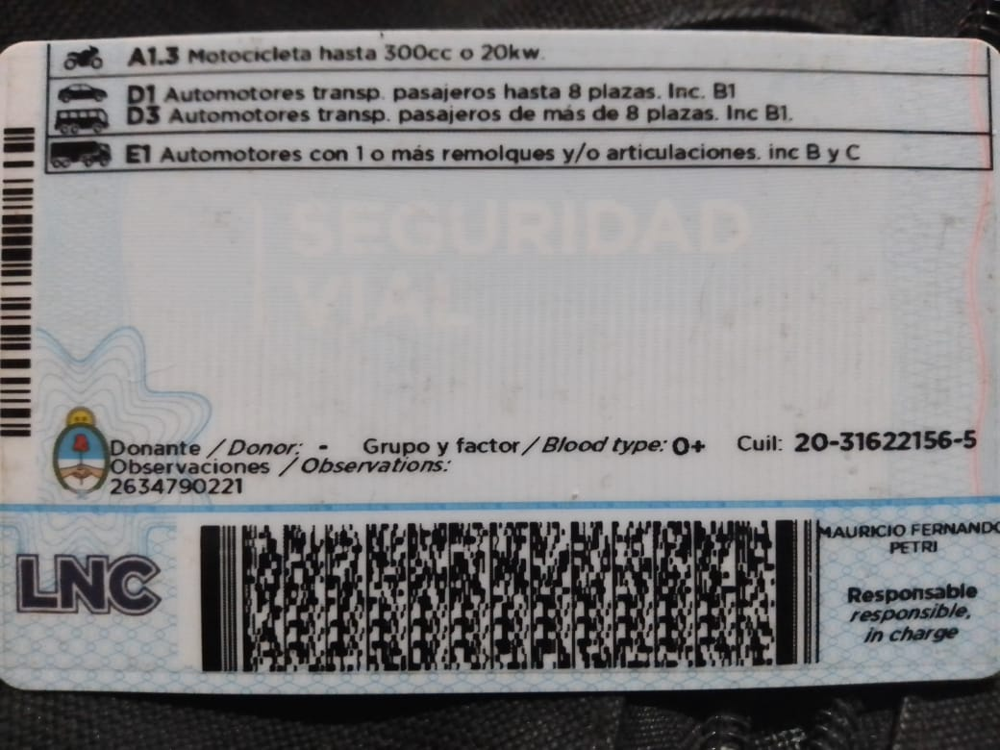 A1.3 Motocicleta hasta 300cc o 20kw.
D1 Automotores transp. pasajeros hasta 8 plazas. Inc. B1
D3 Automotores transp. pasajeros de más de 8 plazas. Inc B1.
E1 Automotores con 1 o más remolques y/o articulaciones. inc B y C
SEGURIDAD
VIAL
Donante / Donor: - Grupo y factor / Blood type: 0+ Cuil: 20-31622156-5
Observaciones / Observations:
2634790221
LNC
MAURICIO FERNANDO
PETRI
Responsable
responsible,
in charge